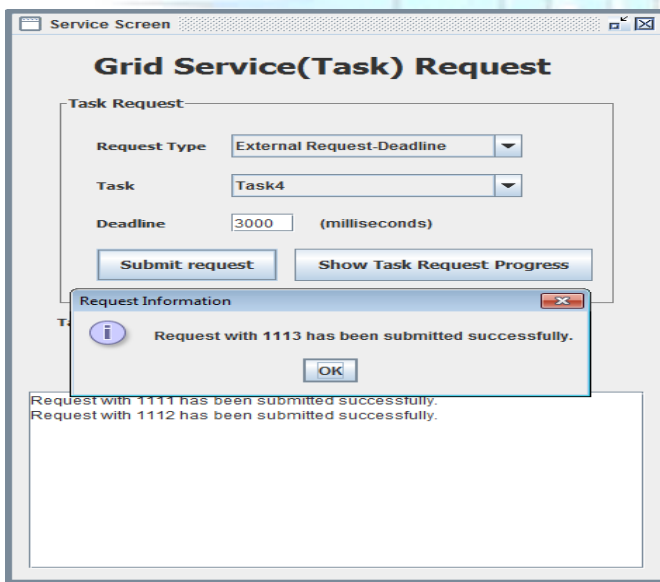 Service Screen
Grid Service(Task) Request
Task Request
Request Type External Request-Deadline
Task Task4
Deadline 3000 (milliseconds)
Submit request Show Task Request Progress
Request Information
Request with 1113 has been submitted successfully.
OK
Request with 1111 has been submitted successfully.
Request with 1112 has been submitted successfully.